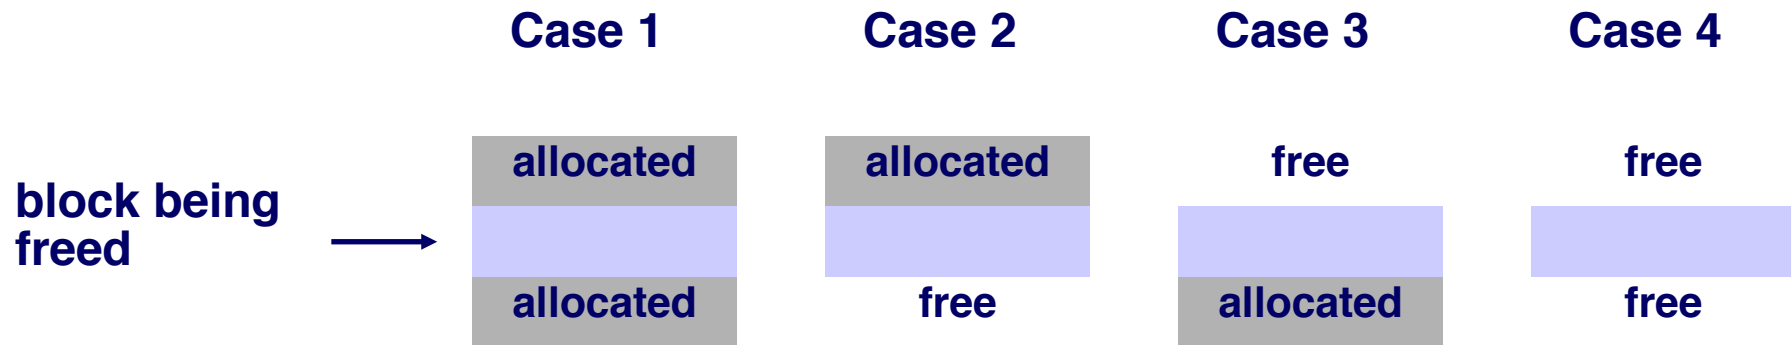 Case 1 Case 2 Case 3 Case 4
allocated allocated free free
block being
freed
allocated free allocated free